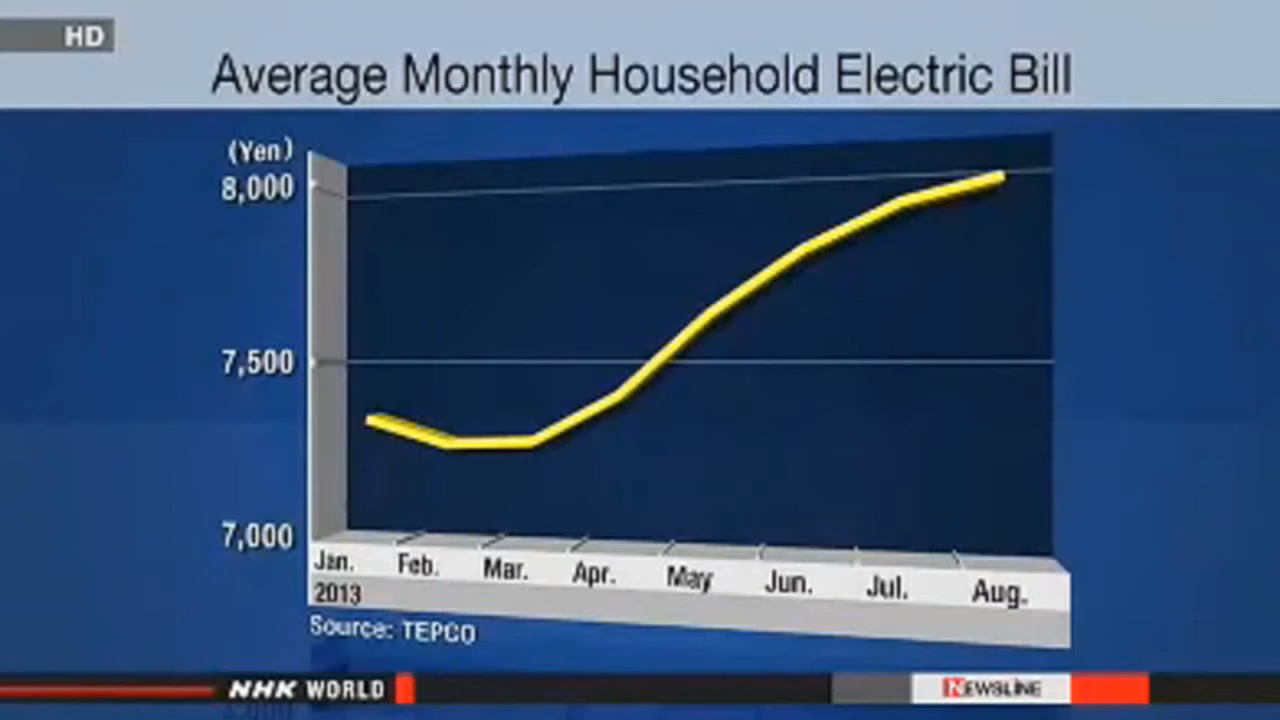 HD
Average Monthly Household Electric Bill
(Yen)
8,000
7,500
7,000
Jan. Feb. Mar. Apr. May Jun. Jul. Aug.
2013
Source: TEPCO
NHK WORLD
NEWSLINE